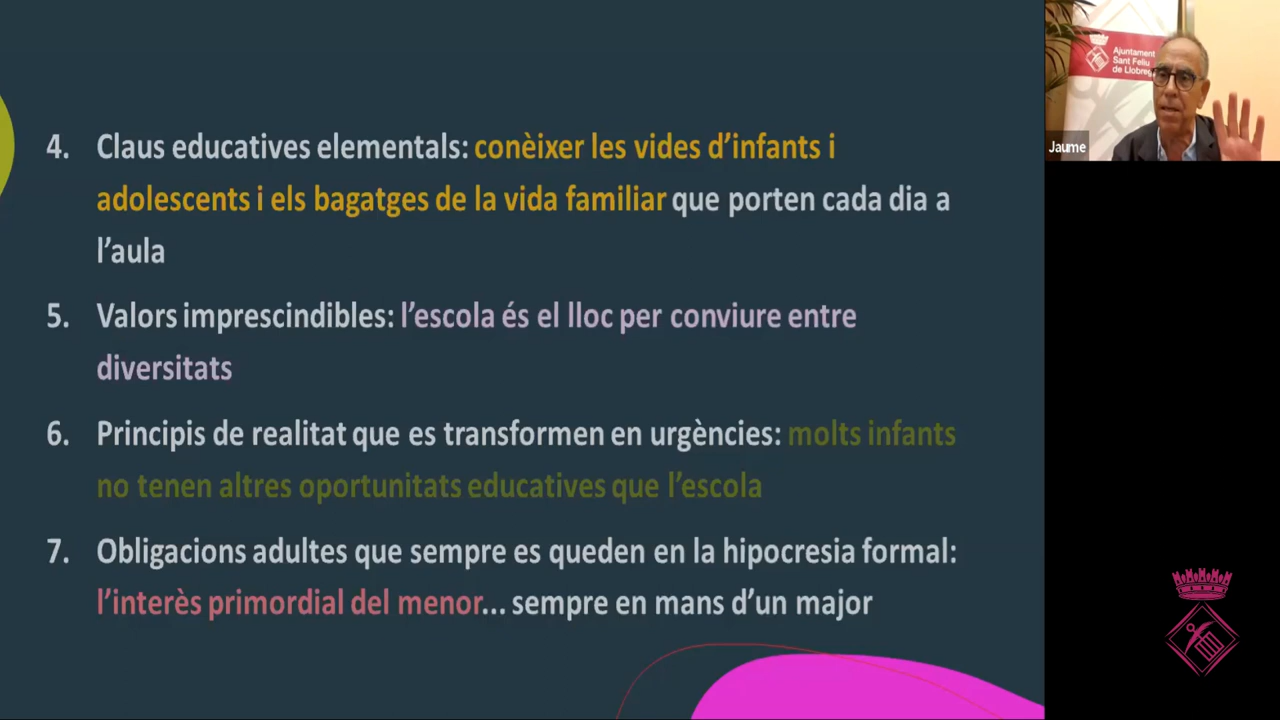 4. Claus educatives elementals: conèixer les vides d’infants i
adolescents i els bagatges de la vida familiar que porten cada dia a
l’aula
5. Valors imprescindibles: l’escola és el lloc per conviure entre
diversitats
6. Principis de realitat que es transformen en urgències: molts infants
no tenen altres oportunitats educatives que l’escola
7. Obligacions adultes que sempre es queden en la hipocresia formal:
l’interès primordial del menor... sempre en mans d’un major
Ajuntament
Sant Feliu
de Llobreg
Jaume